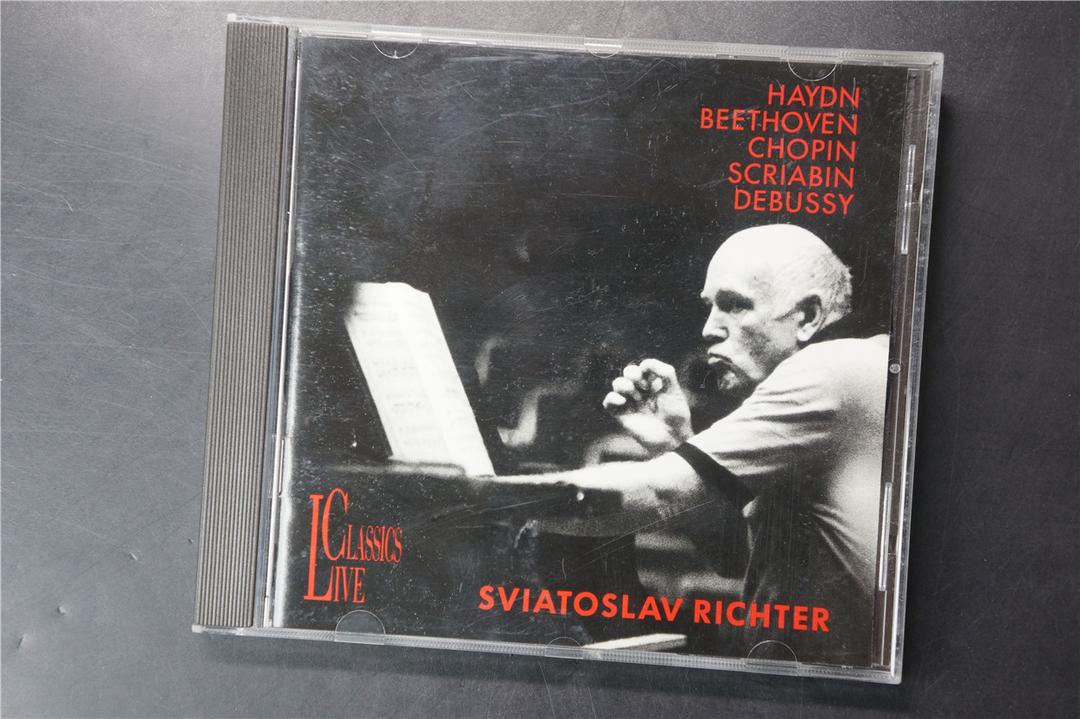 HAYDN
BEETHOVEN
CHOPIN
SCRIABIN
DEBUSSY
CLASSICS
LIVE
SVIATOSLAV RICHTER